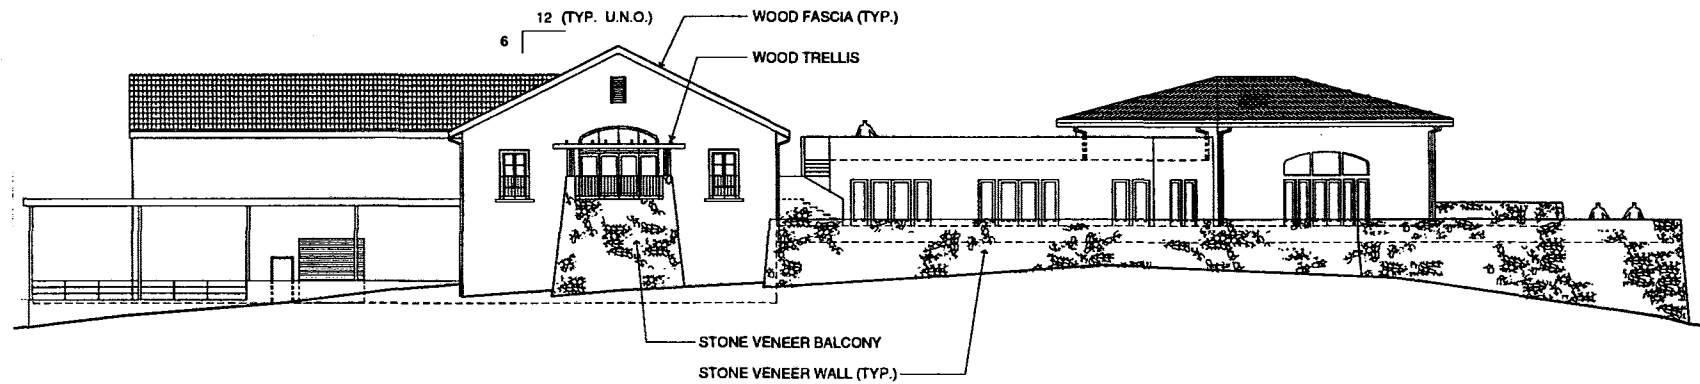 12 (TYP. U.N.O.)
6
WOOD FASCIA (TYP.)
WOOD TRELLIS
STONE VENEER BALCONY
STONE VENEER WALL (TYP.)